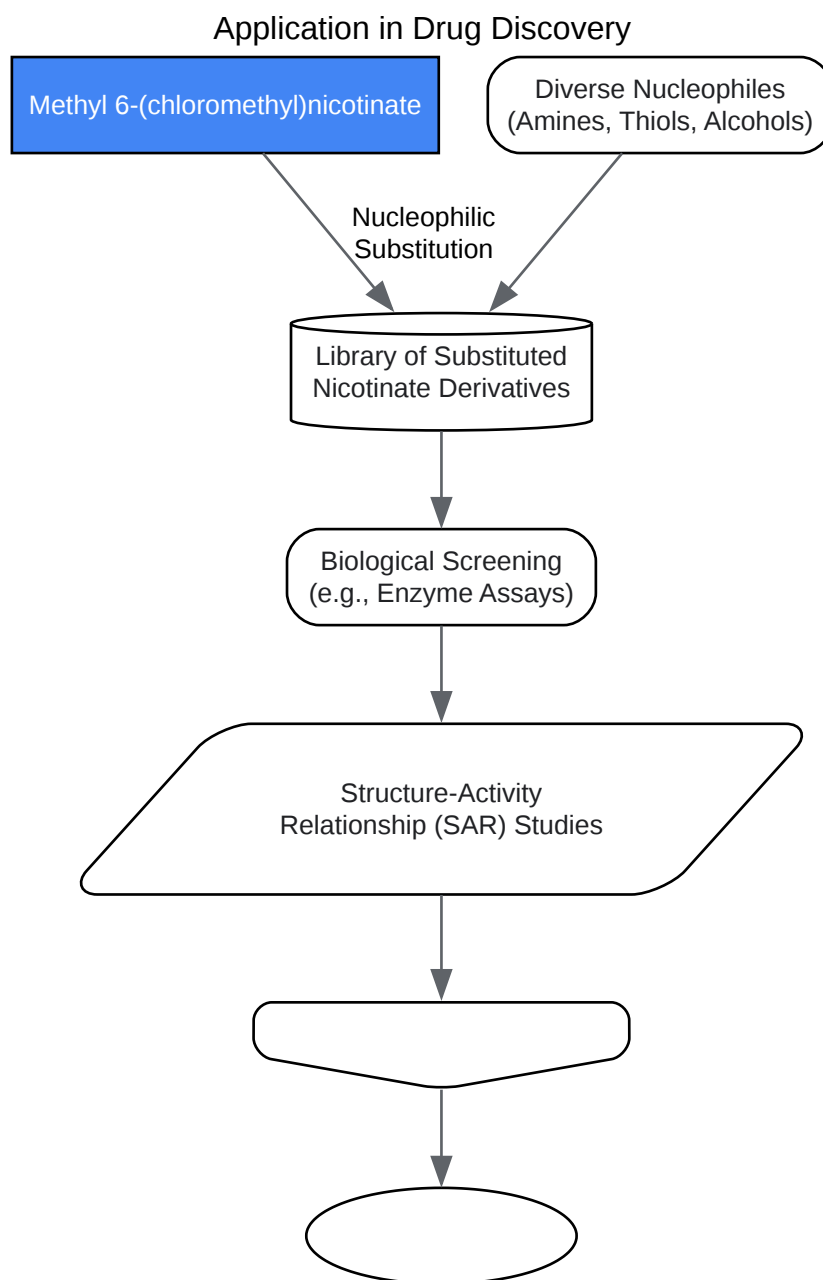 Application in Drug Discovery
Methyl 6-(chloromethyl)nicotinate
Diverse Nucleophiles
(Amines, Thiols, Alcohols)
Nucleophilic
Substitution
Library of Substituted
Nicotinate Derivatives
Biological Screening
(e.g., Enzyme Assays)
Structure-Activity
Relationship (SAR) Studies